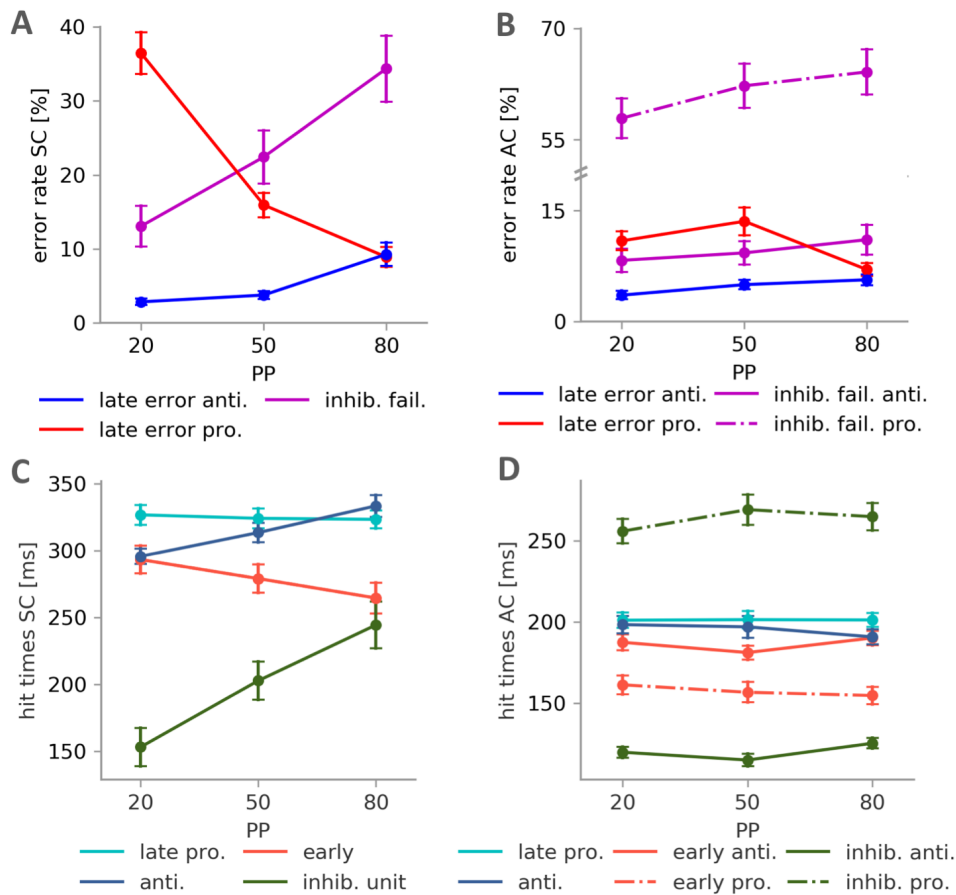 A
error rate SC [%]
40
30
20
10
0
20 50 80
PP
late error anti. inhib. fail.
late error pro.
B
error rate AC [%]
70
55
15
0
20 50 80
PP
late error anti. inhib. fail. anti.
late error pro. inhib. fail. pro.
C
hit times SC [ms]
350
300
250
200
150
20 50 80
PP
late pro. early
anti. inhib. unit
D
hit times AC [ms]
250
200
150
20 50 80
PP
late pro. early anti. inhib. anti.
anti. early pro. inhib. pro.